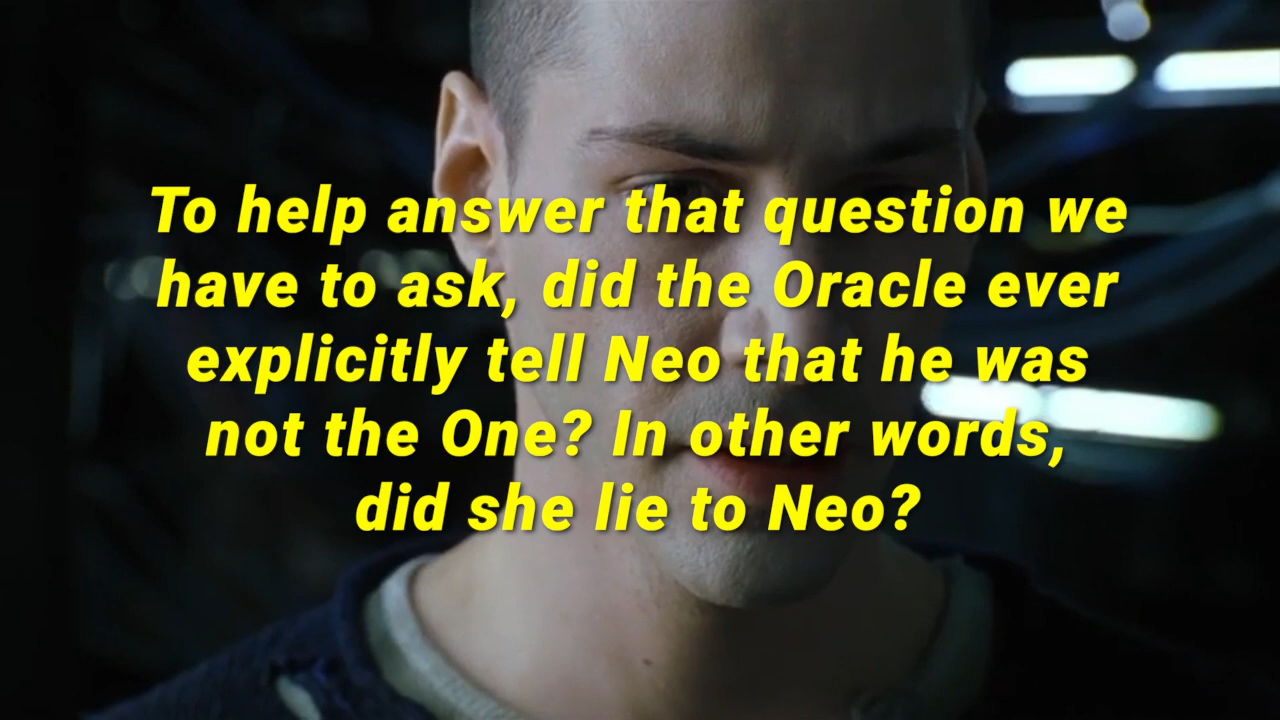 To help answer that question we
have to ask, did the Oracle ever
explicitly tell Neo that he was
not the One? In other words,
did she lie to Neo?